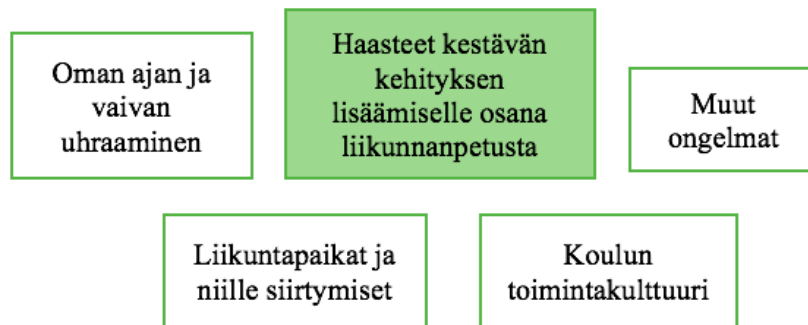 Oman ajan ja
vaivan
uhraaminen
Haasteet kestävän
kehityksen
lisäämiselle osana
liikunnanpetusta
Muut
ongelmat
Liikuntapaikat ja
niille siirtymiset
Koulun
toimintakulttuuri